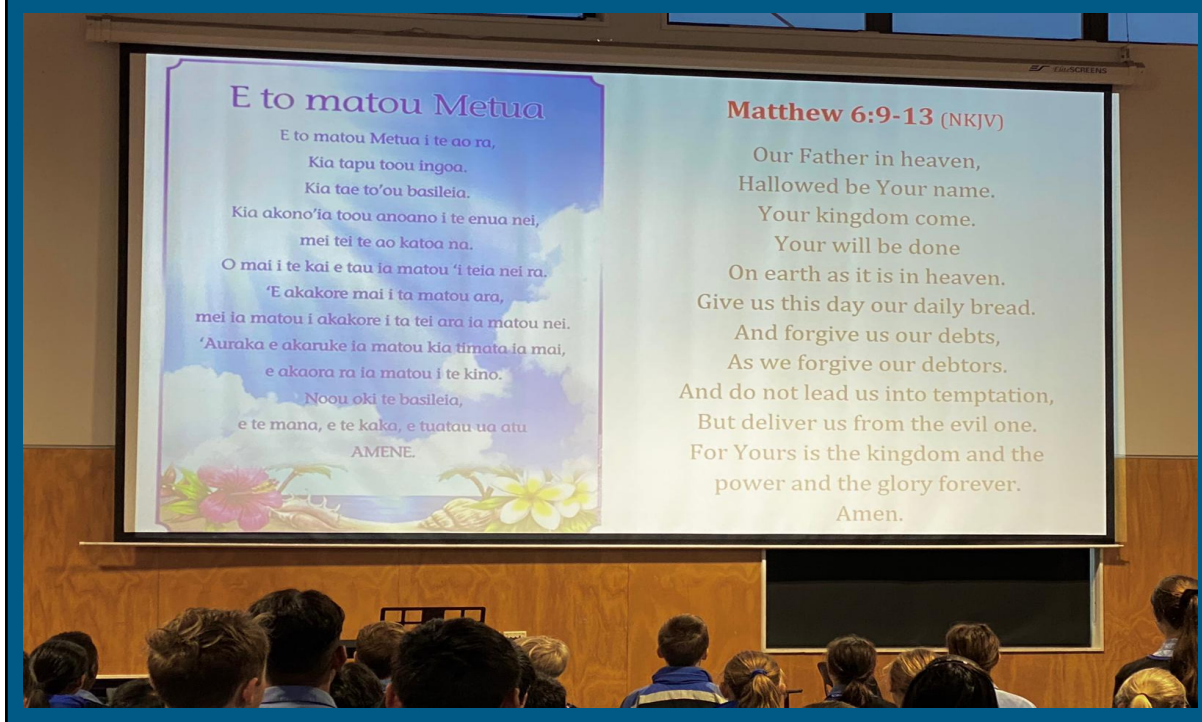 E to matou Metua
E to matou Metua i te ao ra,
Kia tapu toou ingoa.
Kia tae to'ou basileia.
Kia akono'ia toou anoano i te enua nei,
mei tei te ao katoa na.
O mai i te kai e tau ia matou 'i teia nei ra.
'E akakore mai i ta matou ara,
mei ia matou i akakore i ta tei ara ia matou nei.
'Auraka e akaruke ia matou kia timata ia mai,
e akaora ra ia matou i te kino.
Noou oki te basileia,
e te mana, e te kaka, e tuatau ua atu
AMENE.
Matthew 6:9-13 (NKJV)
Our Father in heaven,
Hallowed be Your name.
Your kingdom come.
Your will be done
On earth as it is in heaven.
Give us this day our daily bread.
And forgive us our debts,
As we forgive our debtors.
And do not lead us into temptation,
But deliver us from the evil one.
For Yours is the kingdom and the
power and the glory forever.
Amen.